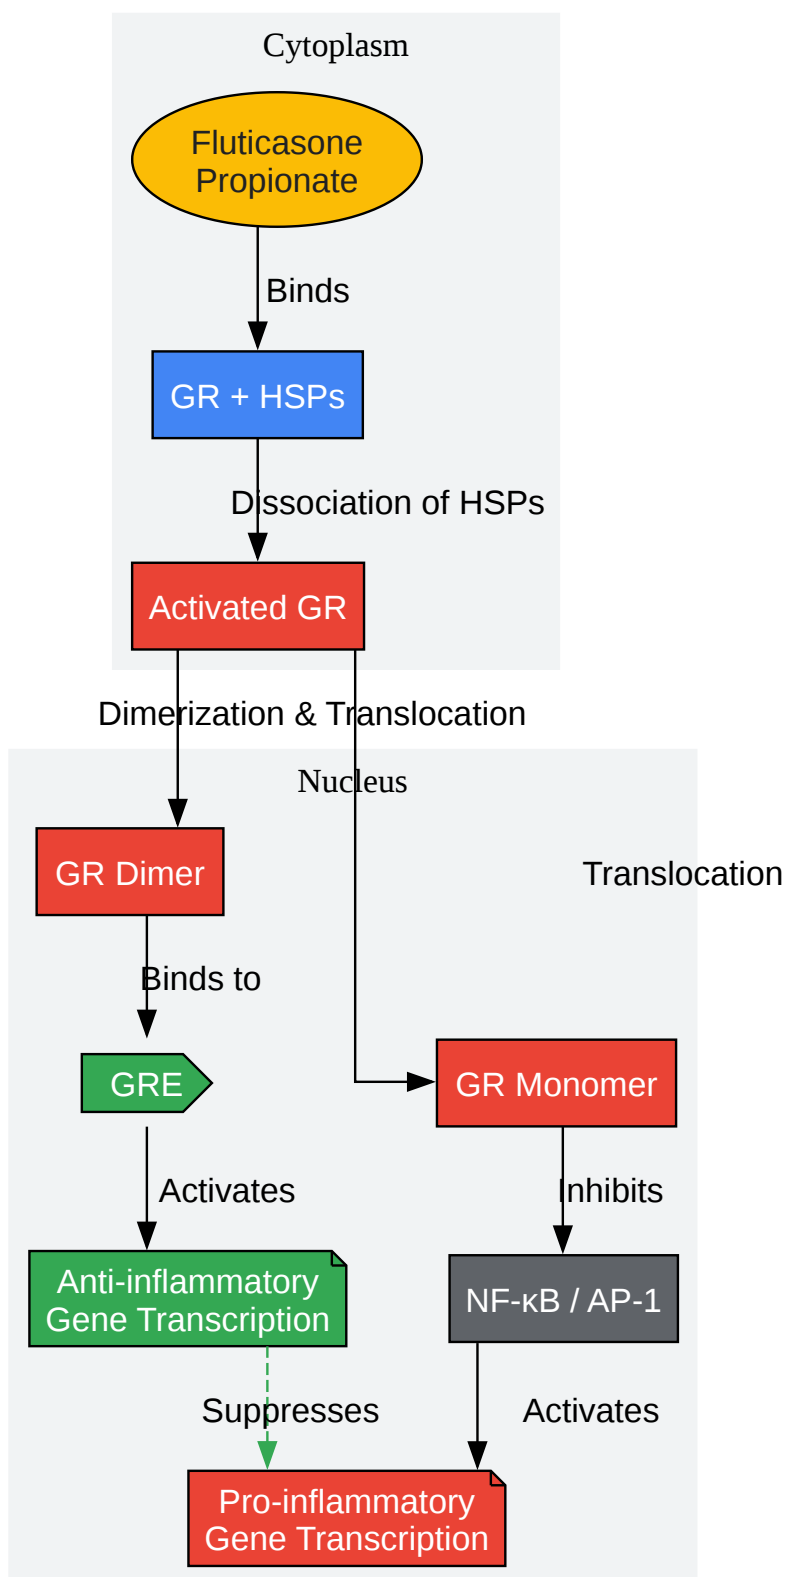 Cytoplasm
Fluticasone
Propionate
Binds
GR + HSPs
Dissociation of HSPs
Activated GR
Dimerization & Translocation
Nucleus
GR Dimer
Translocation
Binds to
GRE
GR Monomer
Activates
Inhibits
Anti-inflammatory
Gene Transcription
NF-κB / AP-1
Suppresses
Activates
Pro-inflammatory
Gene Transcription